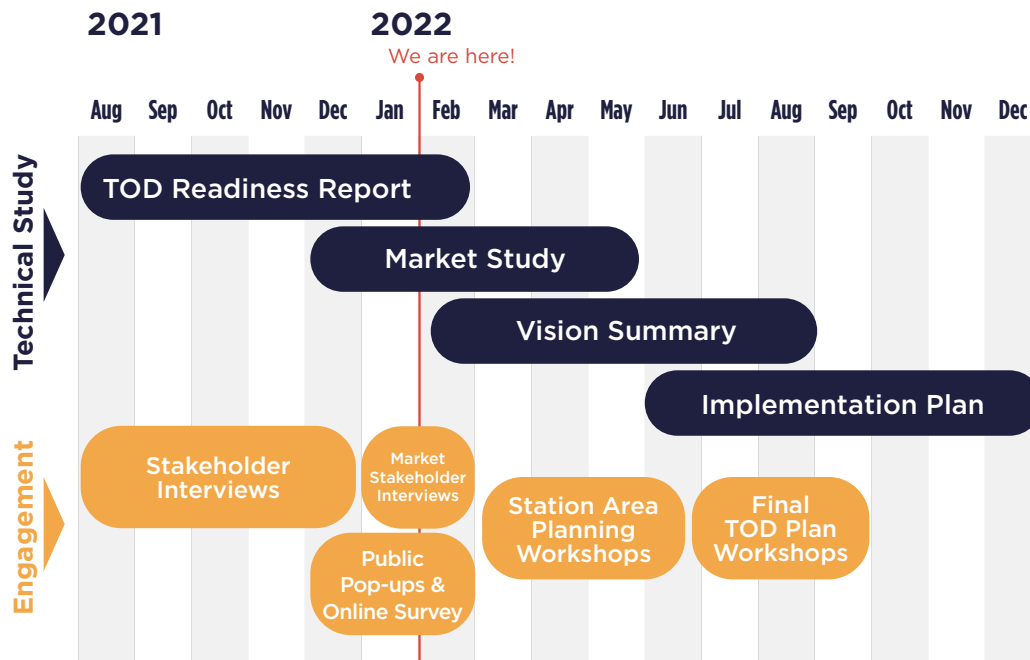 2021
2022
We are here!
Aug Sep Oct Nov Dec Jan Feb Mar Apr May Jun Jul Aug Sep Oct Nov Dec
Technical Study
TOD Readiness Report
Market Study
Vision Summary
Implementation Plan
Engagement
Stakeholder
Interviews
Market
Stakeholder
Interviews
Public
Pop-ups &
Online Survey
Station Area
Planning
Workshops
Final
TOD Plan
Workshops